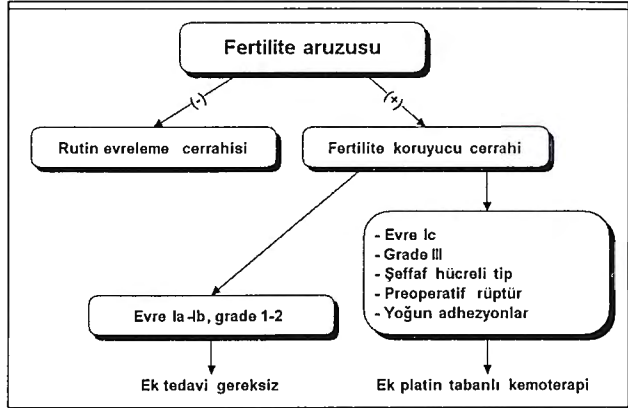 Fertilite aruzusu
(-)
(+)
Rutin evreleme cerrahisi
Fertilite koruyucu cerrahi
- Evre Ic
- Grade III
- Şeffaf hücreli tip
- Preoperatif rüptür
- Yoğun adhezyonlar
Evre Ia-Ib, grade 1-2
Ek tedavi gereksiz
Ek platin tabanlı kemoterapi